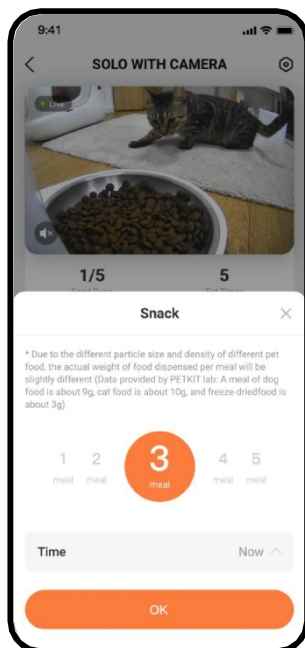 9:41
SOLO WITH CAMERA
Live
1/5 5
Snack
* Due to the different particle size and density of different pet
food, the actual weight of food dispensed per meal will be
slightly different (Data provided by PETKIT lab: A meal of dog
food is about 9g, cat food is about 10g, and freeze-driedfood is
about 3g)
1 2 3 4 5
meal meal meal meal meal
Time Now
OK